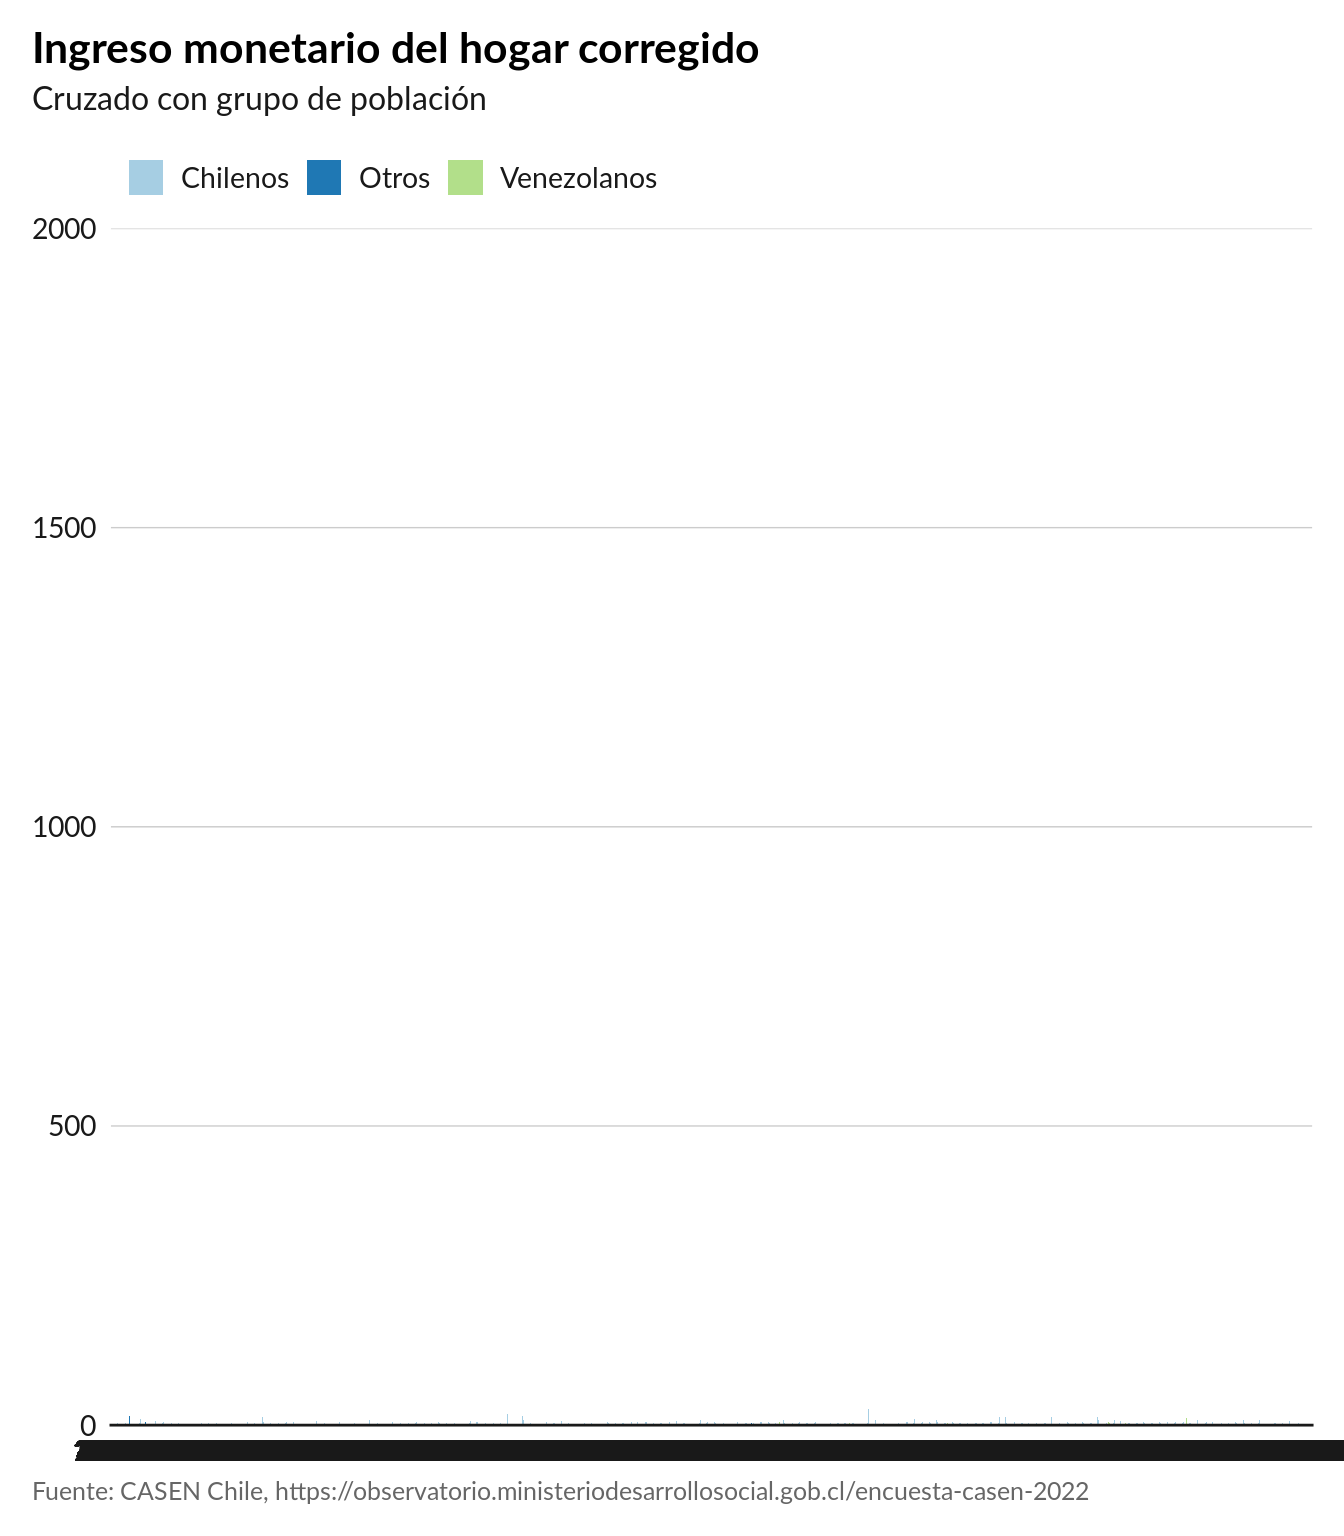 Ingreso monetario del hogar corregido
Cruzado con grupo de población
Chilenos Otros Venezolanos
2000
1500
1000
500
0
Fuente: CASEN Chile, https://observatorio.ministeriodesarrollosocial.gob.cl/encuesta-casen-2022